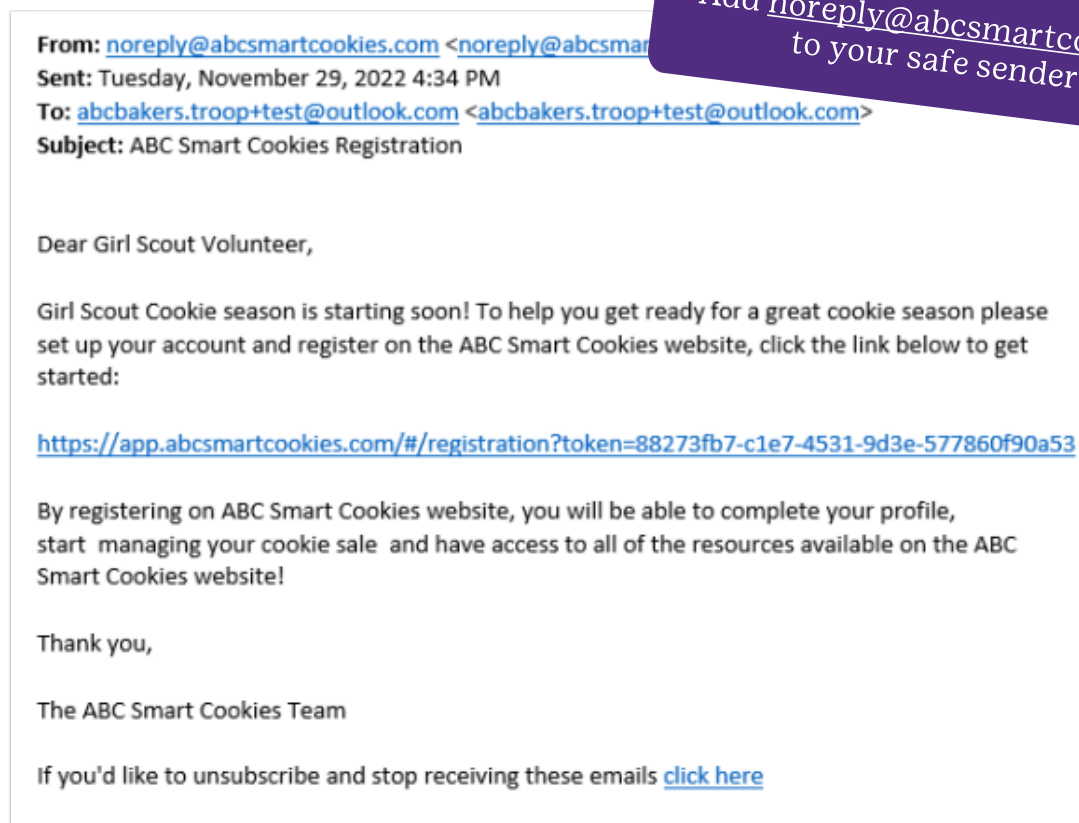 Add noreply@abcsmartco
to your safe sender
From: noreply@abcsmartcookies.com <noreply@abcsmar
Sent: Tuesday, November 29, 2022 4:34 PM
To: abcbakers.troop+test@outlook.com <abcbakers.troop+test@outlook.com>
Subject: ABC Smart Cookies Registration
Dear Girl Scout Volunteer,
Girl Scout Cookie season is starting soon! To help you get ready for a great cookie season please
set up your account and register on the ABC Smart Cookies website, click the link below to get
started:
https://app.abcsmartcookies.com/#/registration?token=88273fb7-c1e7-4531-9d3e-577860f90a53
By registering on ABC Smart Cookies website, you will be able to complete your profile,
start  managing your cookie sale  and have access to all of the resources available on the ABC
Smart Cookies website!
Thank you,
The ABC Smart Cookies Team
If you'd like to unsubscribe and stop receiving these emails click here